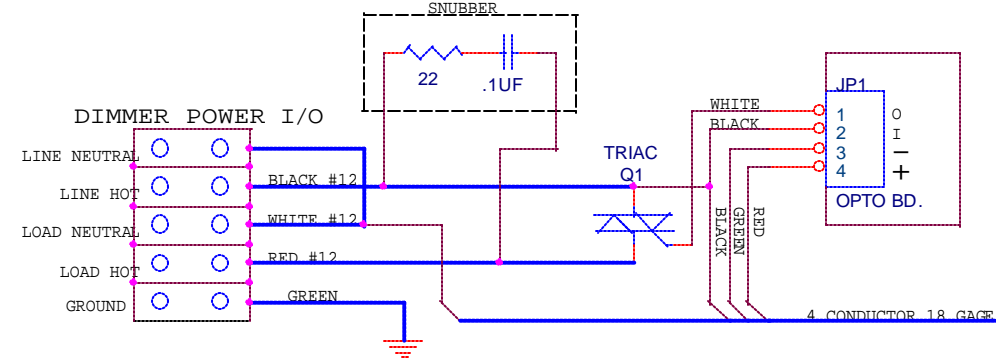 SNUBBER
22 .1UF
DIMMER POWER I/O
LINE NEUTRAL
LINE HOT
LOAD NEUTRAL
LOAD HOT
GROUND
BLACK #12
WHITE #12
RED #12
GREEN
TRIAC
Q1
WHITE
BLACK
JP1
1 O
2 I
3 −
4 +
OPTO BD.
BLACK
GREEN
RED
4 CONDUCTOR 18 GAGE